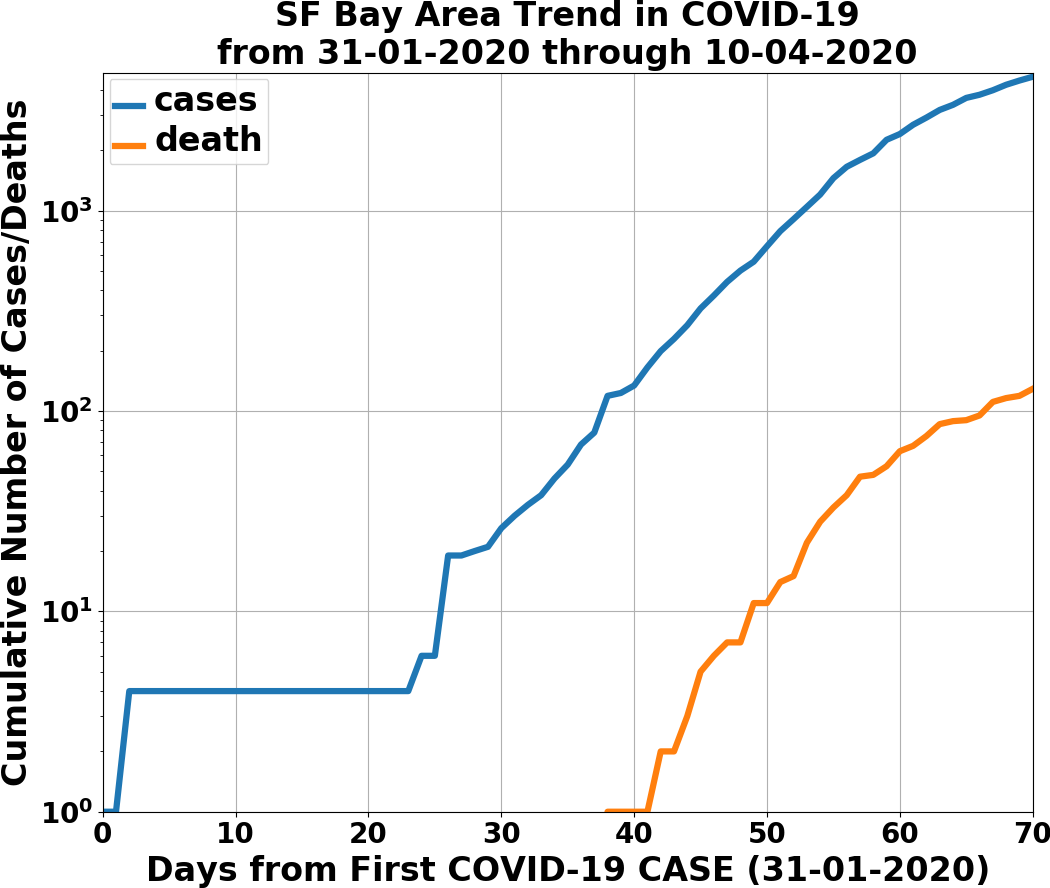 SF Bay Area Trend in COVID-19
from 31-01-2020 through 10-04-2020
cases
death
Cumulative Number of Cases/Deaths
10³
10²
10¹
10⁰
0 10 20 30 40 50 60 70
Days from First COVID-19 CASE (31-01-2020)